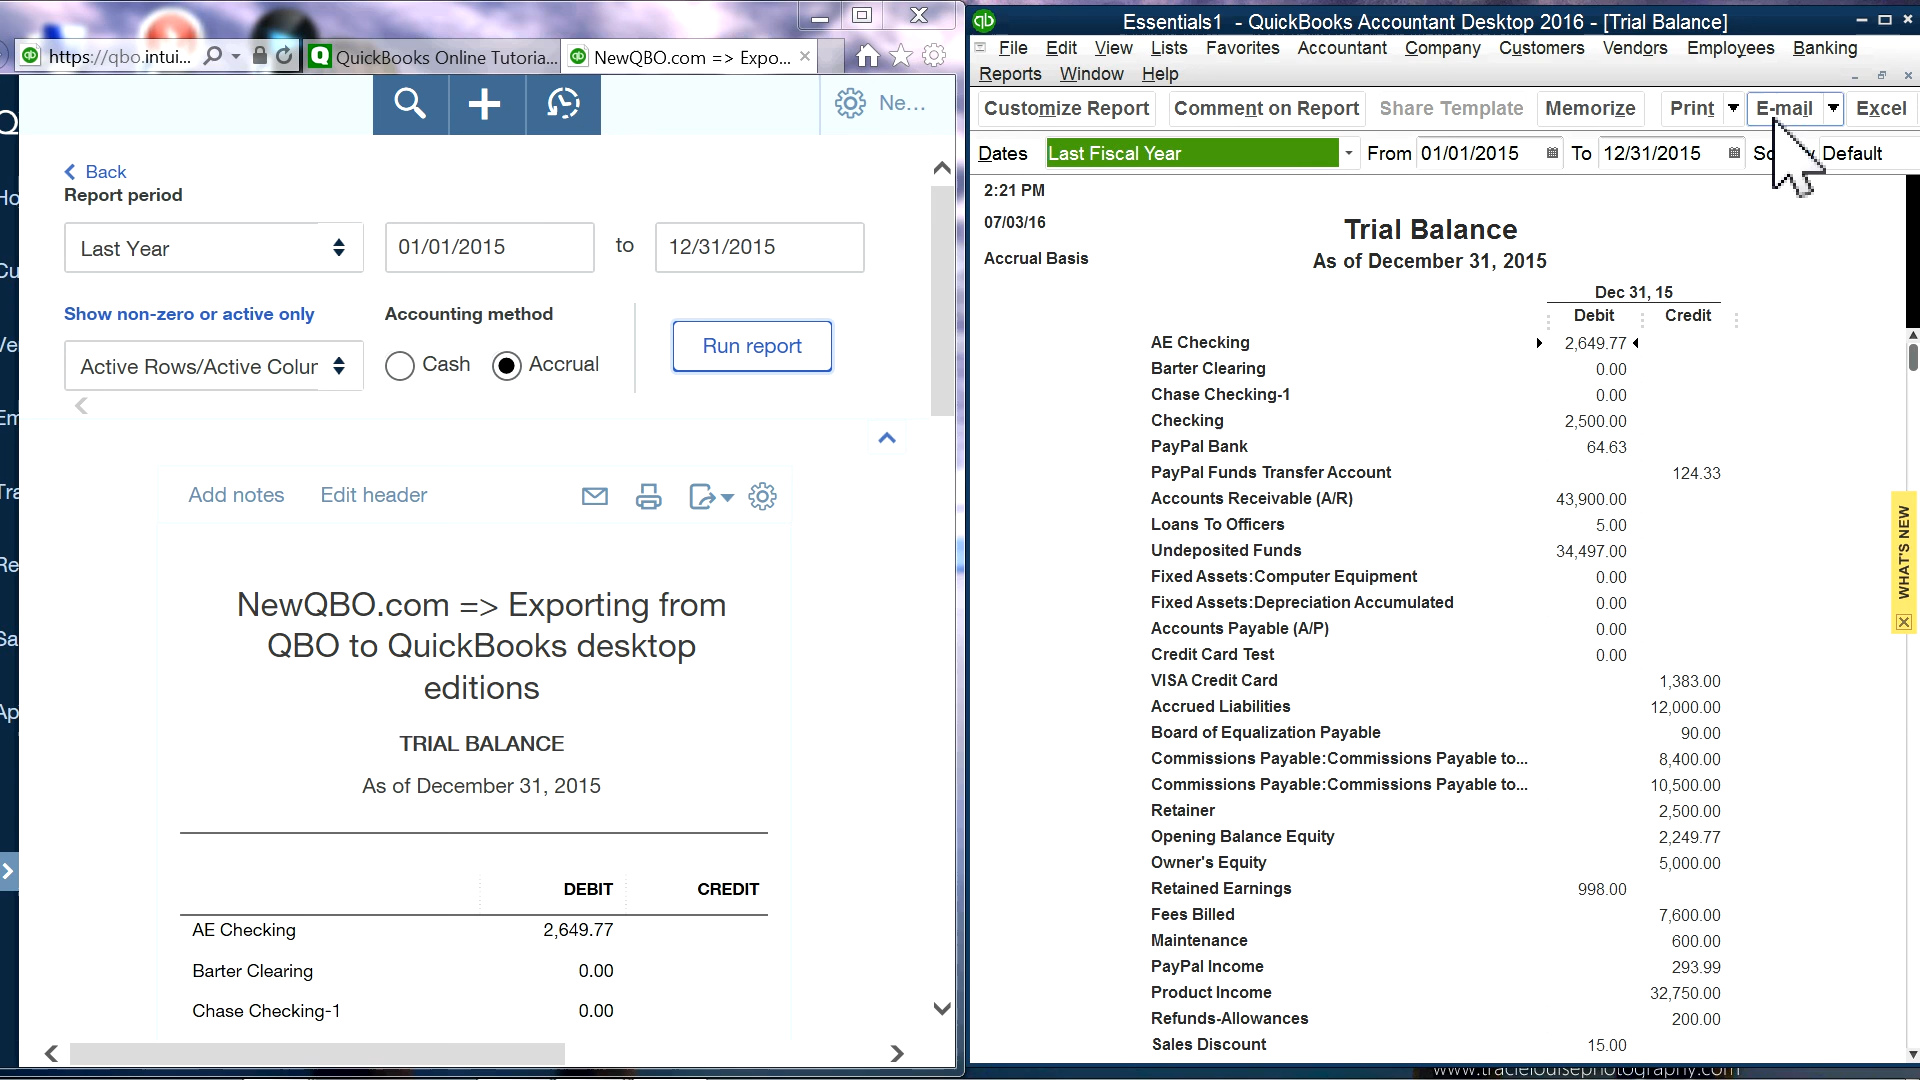 https://qbo.intui...
QuickBooks Online Tutoria...
NewQBO.com => Expo...
Ne...
Back
Report period
Last Year
01/01/2015
to
12/31/2015
Show non-zero or active only
Accounting method
Active Rows/Active Colur
Cash
Accrual
Run report
Add notes
Edit header
NewQBO.com => Exporting from
QBO to QuickBooks desktop
editions
TRIAL BALANCE
As of December 31, 2015
DEBIT CREDIT
AE Checking 2,649.77
Barter Clearing 0.00
Chase Checking-1 0.00
Essentials1 - QuickBooks Accountant Desktop 2016 - [Trial Balance]
File Edit View Lists Favorites Accountant Company Customers Vendors Employees Banking
Reports Window Help
Customize Report Comment on Report Share Template Memorize Print E-mail Excel
Dates Last Fiscal Year From 01/01/2015 To 12/31/2015 Default
2:21 PM
07/03/16
Accrual Basis
Trial Balance
As of December 31, 2015
Dec 31, 15
Debit Credit
AE Checking 2,649.77
Barter Clearing 0.00
Chase Checking-1 0.00
Checking 2,500.00
PayPal Bank 64.63
PayPal Funds Transfer Account 124.33
Accounts Receivable (A/R) 43,900.00
Loans To Officers 5.00
Undeposited Funds 34,497.00
Fixed Assets:Computer Equipment 0.00
Fixed Assets:Depreciation Accumulated 0.00
Accounts Payable (A/P) 0.00
Credit Card Test 0.00
VISA Credit Card 1,383.00
Accrued Liabilities 12,000.00
Board of Equalization Payable 90.00
Commissions Payable:Commissions Payable to... 8,400.00
Commissions Payable:Commissions Payable to... 10,500.00
Retainer 2,500.00
Opening Balance Equity 2,249.77
Owner's Equity 5,000.00
Retained Earnings 998.00
Fees Billed 7,600.00
Maintenance 600.00
PayPal Income 293.99
Product Income 32,750.00
Refunds-Allowances 200.00
Sales Discount 15.00
WHAT'S NEW
www.tracielouisephotography.com